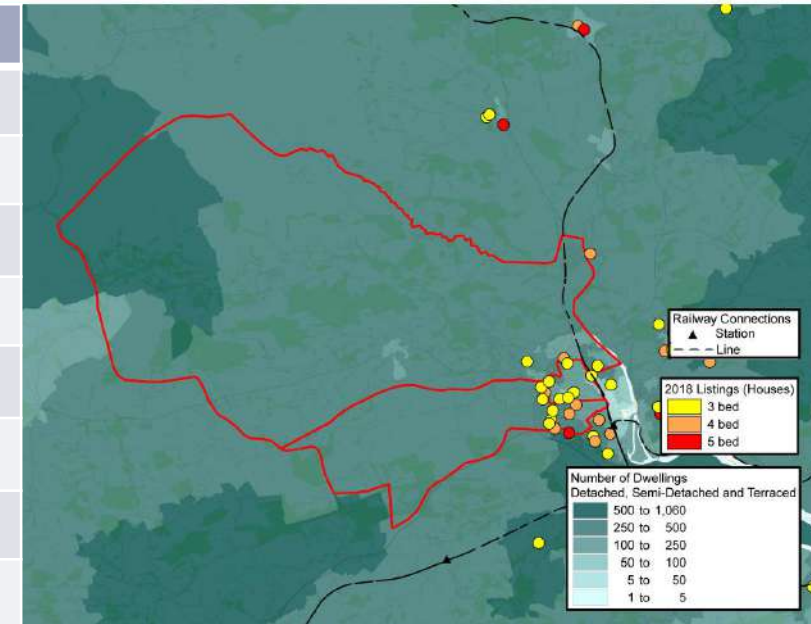 Railway Connections
Station
Line
2018 Listings (Houses)
3 bed
4 bed
5 bed
Number of Dwellings
Detached, Semi-Detached and Terraced
500 to 1,060
250 to 500
100 to 250
50 to 100
5 to 50
1 to 5